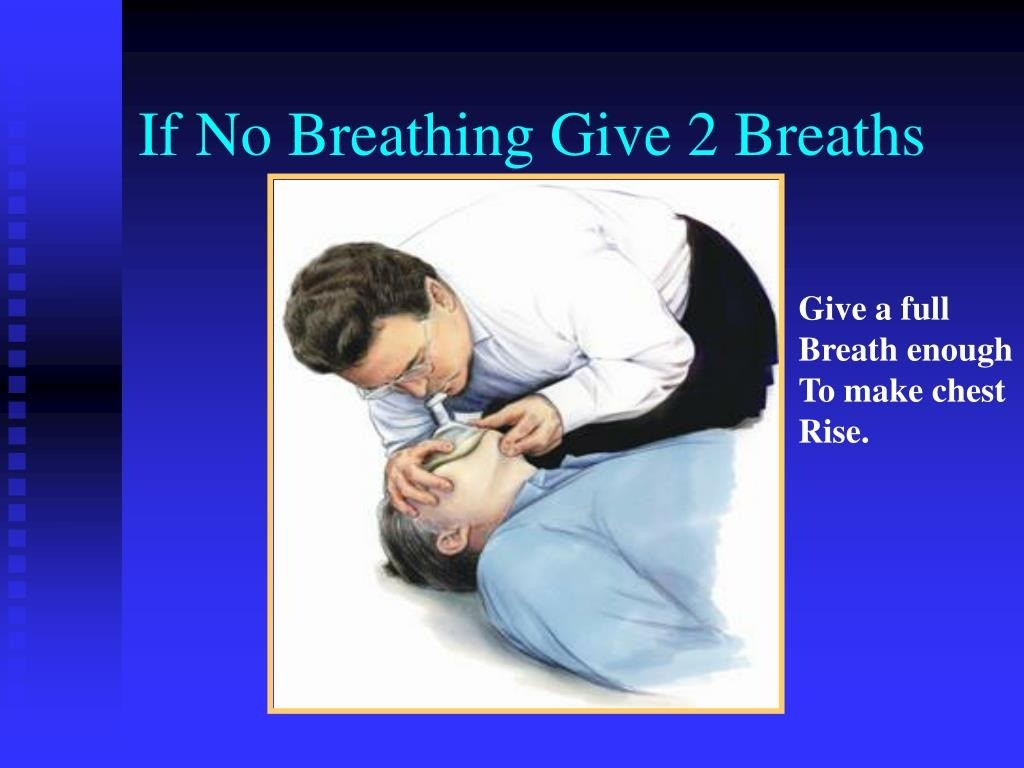 If No Breathing Give 2 Breaths
Give a full
Breath enough
To make chest
Rise.